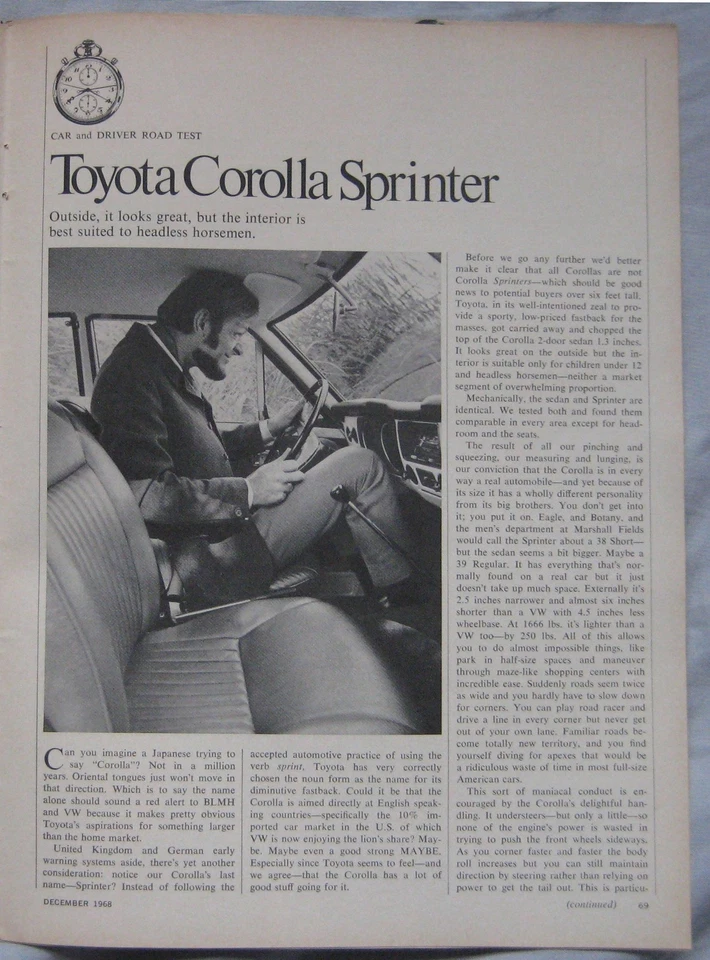 CAR and DRIVER ROAD TEST
Toyota Corolla Sprinter
Outside, it looks great, but the interior is
best suited to headless horsemen.
Can you imagine a Japanese trying to
say "Corolla"? Not in a million
years. Oriental tongues just won't move in
that direction. Which is to say the name
alone should sound a red alert to BLMH
and VW because it makes pretty obvious
Toyota's aspirations for something larger
than the home market.
United Kingdom and German early
warning systems aside, there's yet another
consideration: notice our Corolla's last
name—Sprinter? Instead of following the
accepted automotive practice of using the
verb sprint, Toyota has very correctly
chosen the noun form as the name for its
diminutive fastback. Could it be that the
Corolla is aimed directly at English speak-
ing countries—specifically the 10% im-
ported car market in the U.S. of which
VW is now enjoying the lion's share? May-
be. Maybe even a good strong MAYBE.
Especially since Toyota seems to feel—and
we agree—that the Corolla has a lot of
good stuff going for it.
Before we go any further we'd better
make it clear that all Corollas are not
Corolla Sprinters—which should be good
news to potential buyers over six feet tall.
Toyota, in its well-intentioned zeal to pro-
vide a sporty, low-priced fastback for the
masses, got carried away and chopped the
top of the Corolla 2-door sedan 1.3 inches.
It looks great on the outside but the in-
terior is suitable only for children under 12
and headless horsemen—neither a market
segment of overwhelming proportion.
Mechanically, the sedan and Sprinter are
identical. We tested both and found them
comparable in every area except for head-
room and the seats.
The result of all our pinching and
squeezing, our measuring and lunging, is
our conviction that the Corolla is in every
way a real automobile—and yet because of
its size it has a wholly different personality
from its big brothers. You don't get into
it; you put it on. Eagle, and Botany, and
the men's department at Marshall Fields
would call the Sprinter about a 38 Short—
but the sedan seems a bit bigger. Maybe a
39 Regular. It has everything that's nor-
mally found on a real car but it just
doesn't take up much space. Externally it's
2.5 inches narrower and almost six inches
shorter than a VW with 4.5 inches less
wheelbase. At 1666 lbs. it's lighter than a
VW too—by 250 lbs. All of this allows
you to do almost impossible things, like
park in half-size spaces and maneuver
through maze-like shopping centers with
incredible ease. Suddenly roads seem twice
as wide and you hardly have to slow down
for corners. You can play road racer and
drive a line in every corner but never get
out of your own lane. Familiar roads be-
come totally new territory, and you find
yourself diving for apexes that would be
a ridiculous waste of time in most full-size
American cars.
This sort of maniacal conduct is en-
couraged by the Corolla's delightful han-
dling. It understeers—but only a little—so
none of the engine's power is wasted in
trying to push the front wheels sideways.
As you corner faster and faster the body
roll increases but you can still maintain
direction by steering rather than relying on
power to get the tail out. This is particu-
DECEMBER 1968
(continued) 69